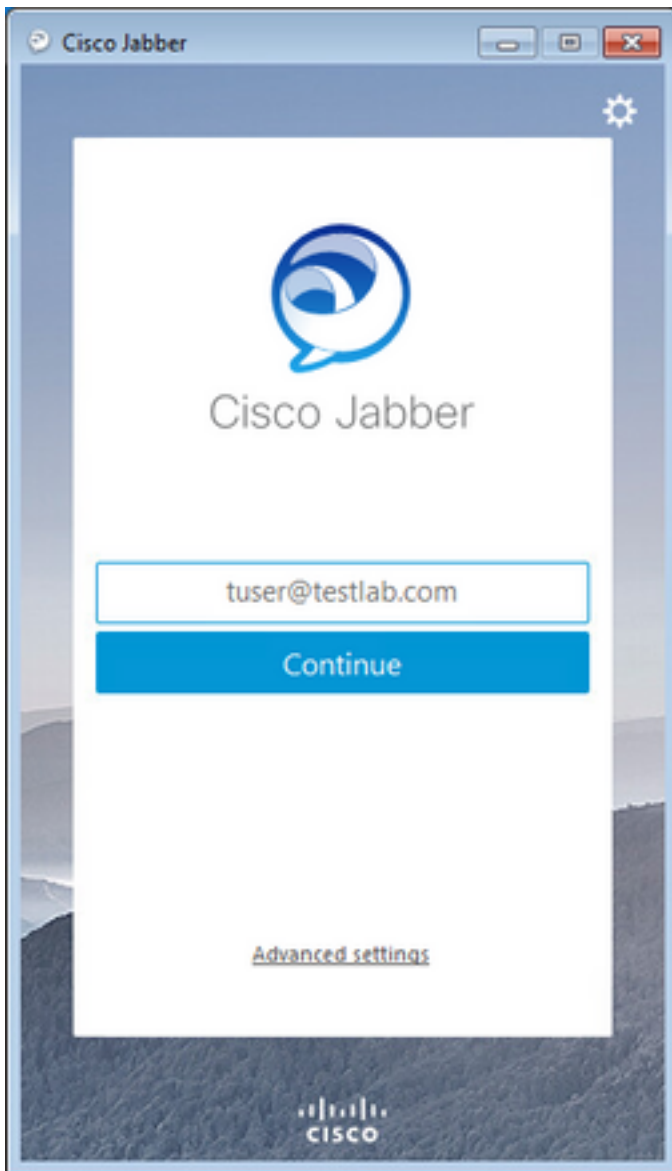 Cisco Jabber
Cisco Jabber
tuser@testlab.com
Continue
Advanced settings
CISCO